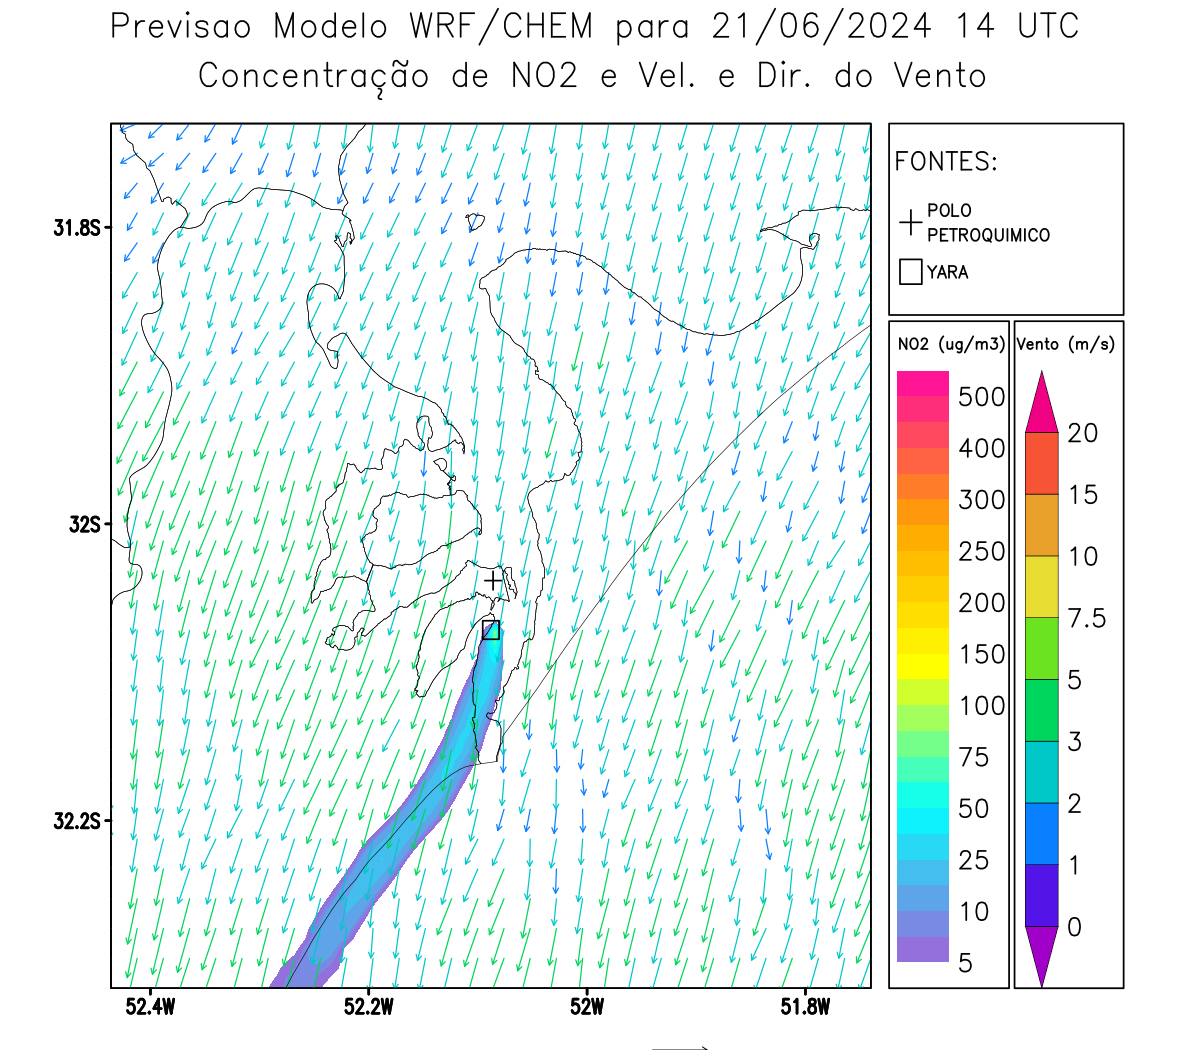 Previsao Modelo WRF/CHEM para 21/06/2024 14 UTC
Concentração de NO2 e Vel. e Dir. do Vento
FONTES:
POLO
PETROQUIMICO
YARA
NO2 (ug/m3)
500
400
300
250
200
150
100
75
50
25
10
5
Vento (m/s)
20
15
10
7.5
5
3
2
1
0
31.8S
32S
32.2S
52.4W 52.2W 52W 51.8W